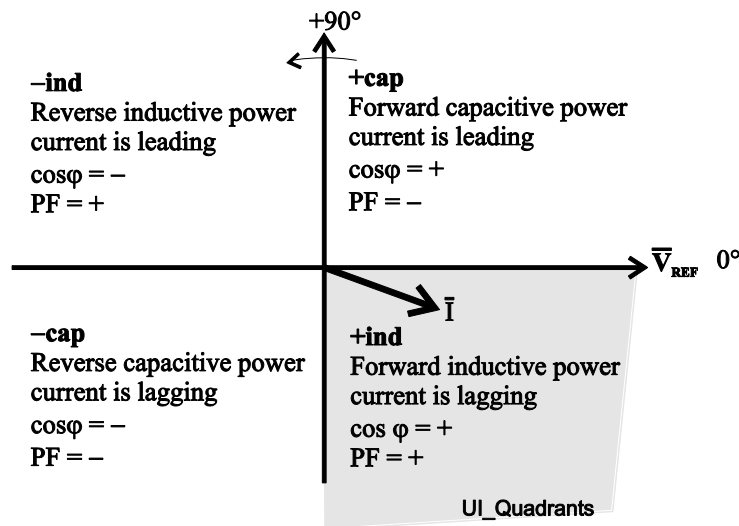 +90°
–ind
Reverse inductive power
current is leading
cosφ = –
PF = +
+cap
Forward capacitive power
current is leading
cosφ = +
PF = –
V̅REF 0°
I̅
–cap
Reverse capacitive power
current is lagging
cosφ = –
PF = –
+ind
Forward inductive power
current is lagging
cos φ = +
PF = +
UI_Quadrants